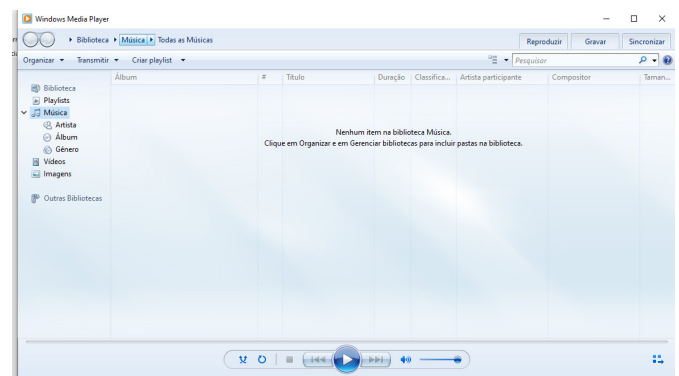 Windows Media Player
Biblioteca Música Todas as Músicas
Reproduzir Gravar Sincronizar
Organizar Transmitir Criar playlist Pesquisar
Álbum # Título Duração Classifica... Artista participante Compositor Taman...
Biblioteca
Playlists
Música
Artista
Álbum
Gênero
Vídeos
Imagens
Outras Bibliotecas
Nenhum item na biblioteca Música.
Clique em Organizar e em Gerenciar bibliotecas para incluir pastas na biblioteca.